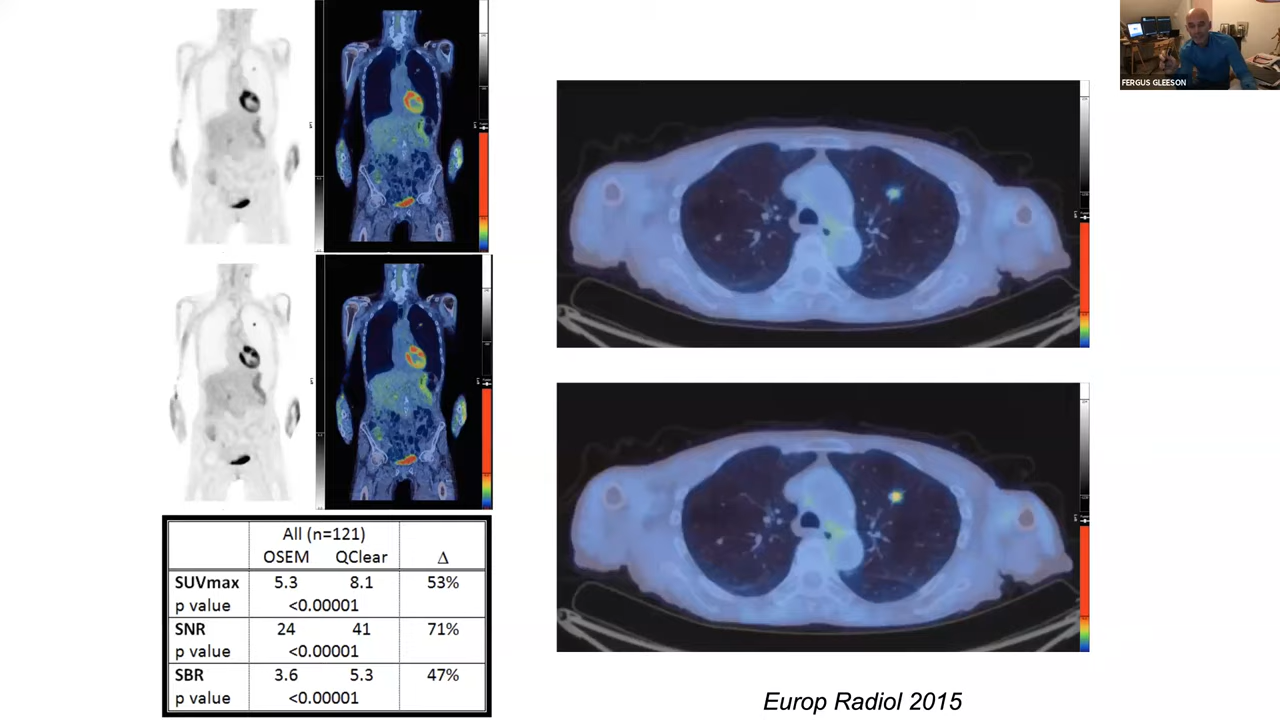 FERGUS GLEESON
All (n=121)
OSEM QClear Δ
SUVmax 5.3 8.1 53%
p value <0.00001
SNR 24 41 71%
p value <0.00001
SBR 3.6 5.3 47%
p value <0.00001
Europ Radiol 2015